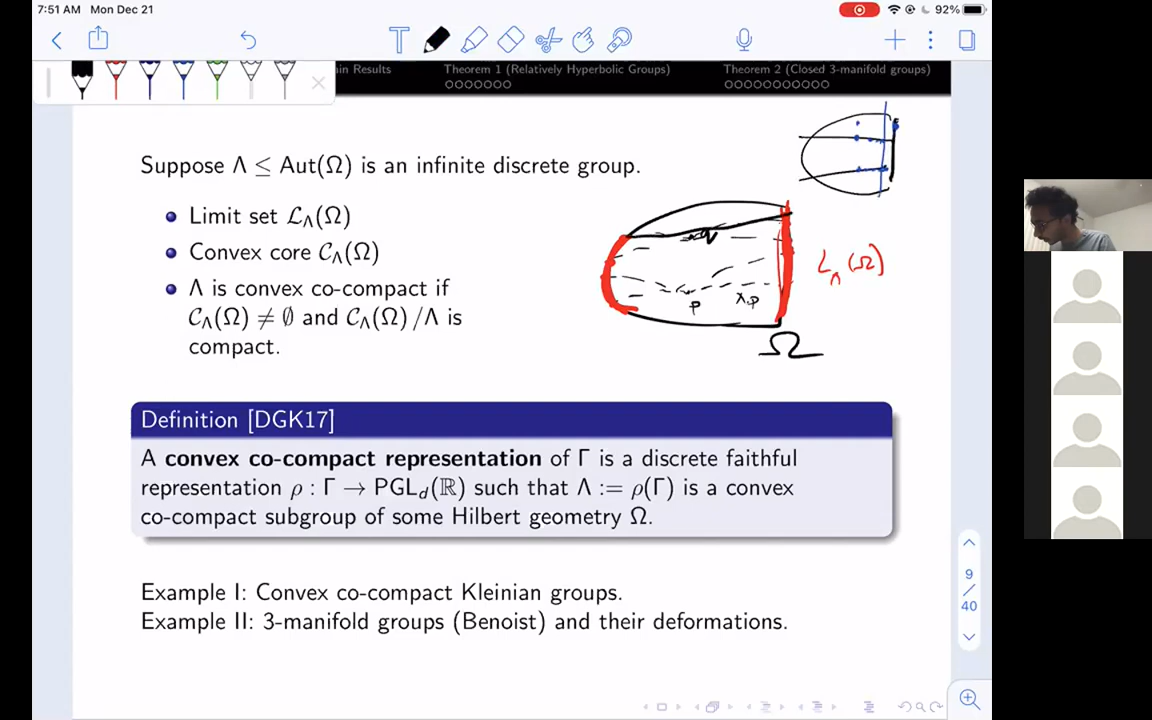 7:51 AM Mon Dec 21
92%
ain Results
Theorem 1 (Relatively Hyperbolic Groups)
Theorem 2 (Closed 3-manifold groups)
Suppose Λ ≤ Aut(Ω) is an infinite discrete group.
Limit set ℒ_Λ(Ω)
Convex core 𝒞_Λ(Ω)
Λ is convex co-compact if
𝒞_Λ(Ω) ≠ ∅ and 𝒞_Λ(Ω)/Λ is
compact.
p
ℒ_Λ(Ω)
Ω
Definition [DGK17]
A convex co-compact representation of Γ is a discrete faithful
representation ρ : Γ → PGL_d(ℝ) such that Λ := ρ(Γ) is a convex
co-compact subgroup of some Hilbert geometry Ω.
Example I: Convex co-compact Kleinian groups.
Example II: 3-manifold groups (Benoist) and their deformations.
9
/
40